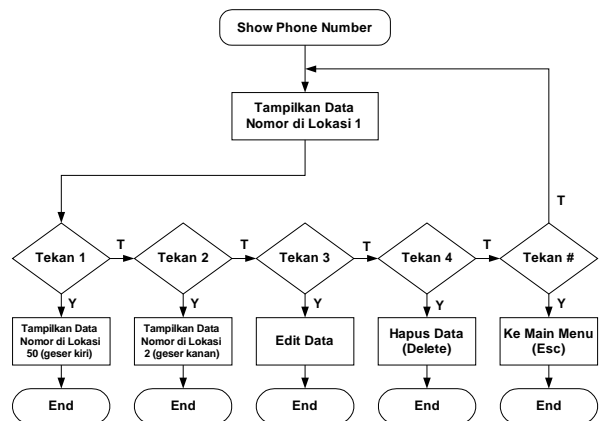 Show Phone Number
Tampilkan Data
Nomor di Lokasi 1
T
Tekan 1
T
Tekan 2
T
Tekan 3
T
Tekan 4
T
Tekan #
Y
Y
Y
Y
Y
Tampilkan Data
Nomor di Lokasi
50 (geser kiri)
Tampilkan Data
Nomor di Lokasi
2 (geser kanan)
Edit Data
Hapus Data
(Delete)
Ke Main Menu
(Esc)
End
End
End
End
End